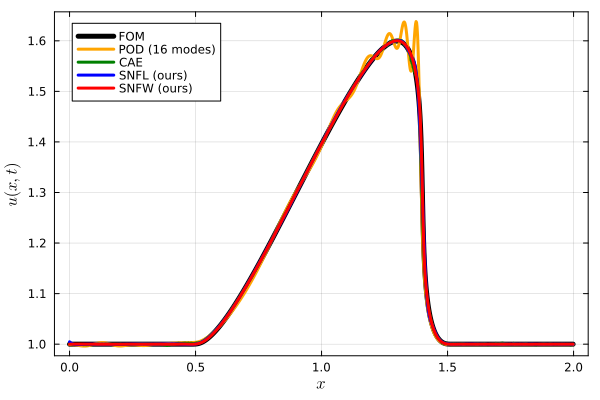 FOM
POD (16 modes)
CAE
SNFL (ours)
SNFW (ours)
1.6
1.5
1.4
1.3
1.2
1.1
1.0
u(x, t)
0.0 0.5 1.0 1.5 2.0
x